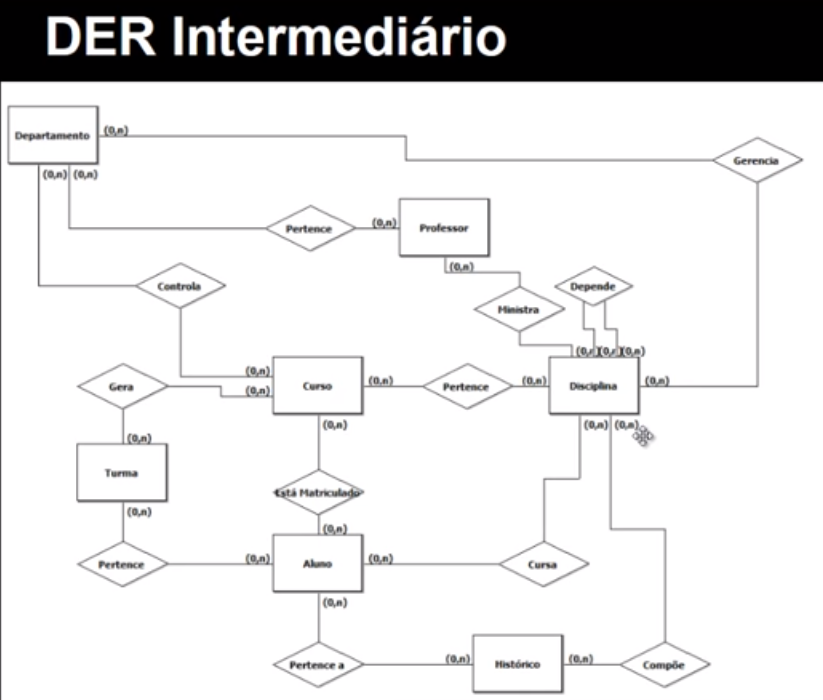 DER Intermediário
Departamento
(0,n)
(0,n) (0,n)
Gerencia
Pertence
(0,n)
Professor
(0,n)
Controla
Ministra
Depende
(0,n)
(0,n)
(0,n)
(0,n)
(0,n)
Gera
Curso
(0,n)
Pertence
(0,n)
Disciplina
(0,n)
(0,n)
(0,n)
(0,n) (0,n)
Turma
(0,n)
Está Matriculado
(0,n)
Pertence
(0,n)
Aluno
(0,n)
Cursa
(0,n)
Pertence a
(0,n)
Histórico
(0,n)
Compõe